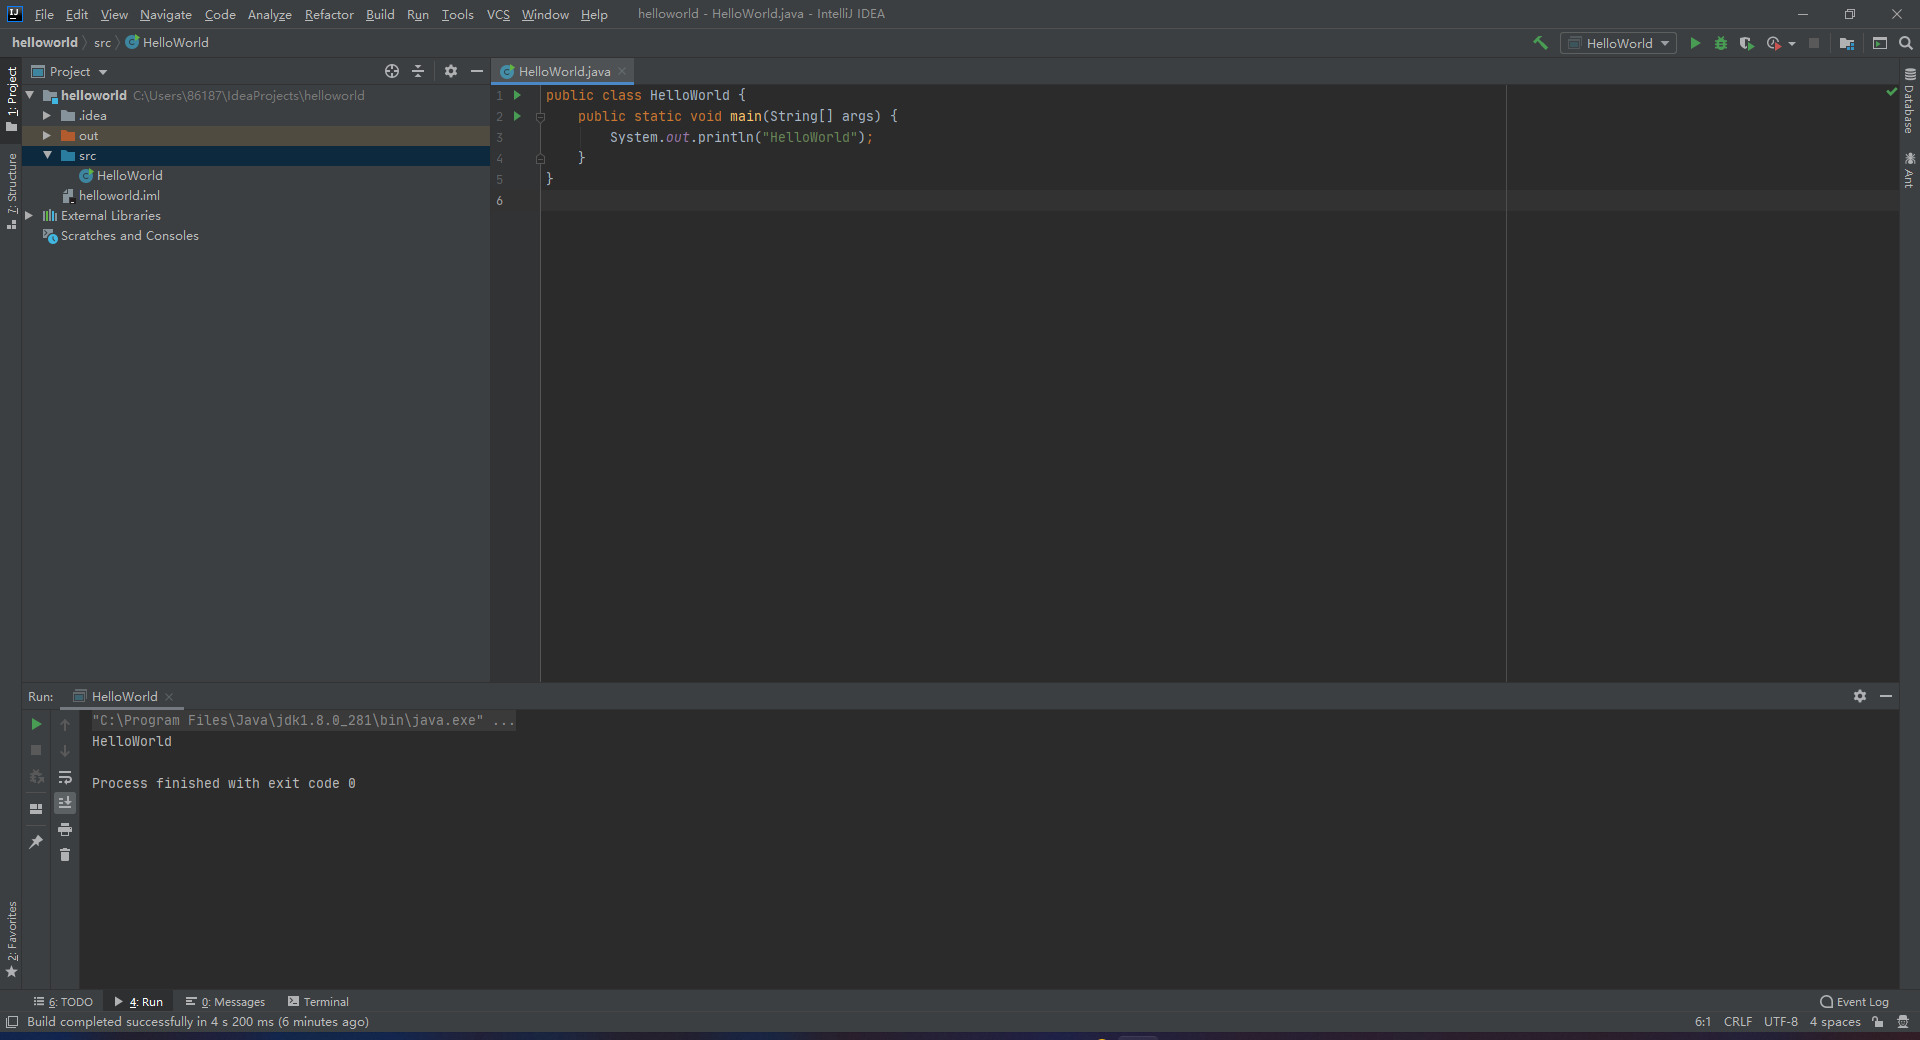 File Edit View Navigate Code Analyze Refactor Build Run Tools VCS Window Help helloworld - HelloWorld.java - IntelliJ IDEA
helloworld src HelloWorld
HelloWorld
1: Project
7: Structure
2: Favorites
Project
helloworld C:\Users\86187\IdeaProjects\helloworld
.idea
out
src
HelloWorld
helloworld.iml
External Libraries
Scratches and Consoles
HelloWorld.java
1 public class HelloWorld {
2 public static void main(String[] args) {
3 System.out.println("HelloWorld");
4 }
5 }
6
Database
Ant
Run: HelloWorld
"C:\Program Files\Java\jdk1.8.0_281\bin\java.exe" ...
HelloWorld
Process finished with exit code 0
6: TODO 4: Run 0: Messages Terminal Event Log
Build completed successfully in 4 s 200 ms (6 minutes ago) 6:1 CRLF UTF-8 4 spaces